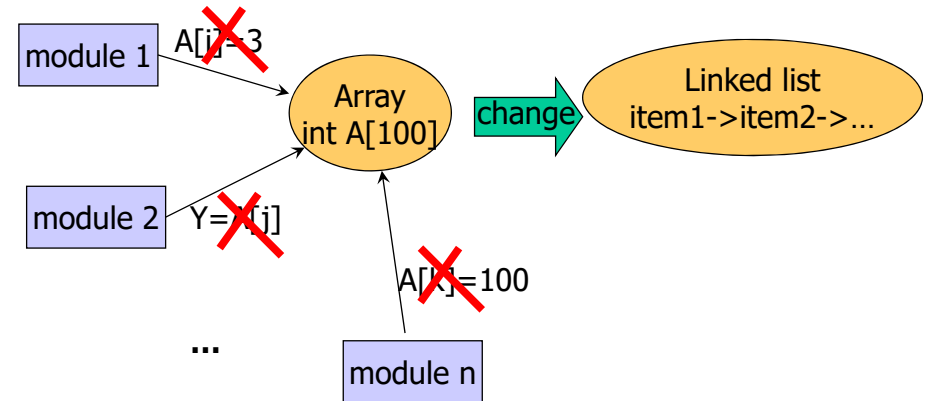 module 1
A[i]=3
Array
int A[100]
change
Linked list
item1->item2->…
module 2
Y=A[j]
A[k]=100
...
module n